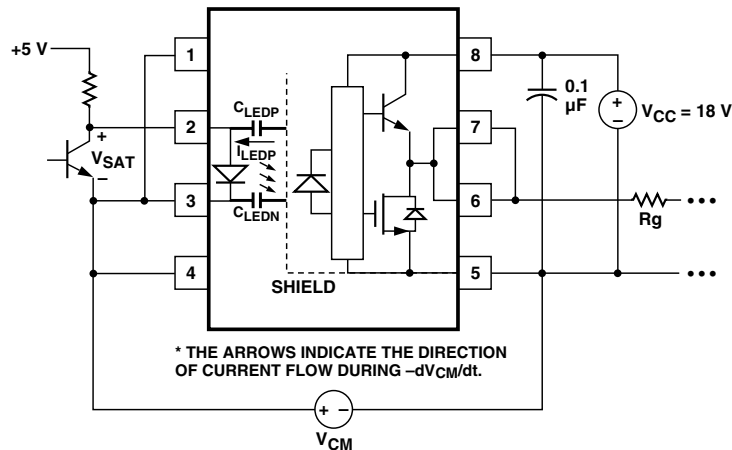 +5 V
1
8
0.1
µF
V_CC = 18 V
C_LEDP
2
7
+
V_SAT
I_LEDP
–
3
C_LEDN
6
Rg
• • •
4
5
SHIELD
• • •
+
–
* THE ARROWS INDICATE THE DIRECTION
OF CURRENT FLOW DURING –dV_CM/dt.
+ –
V_CM